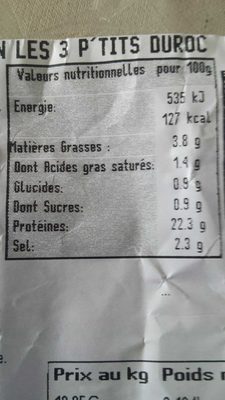 N LES 3 P'TITS DUROC
Valeurs nutritionnelles pour 100g
Energie: 535 kJ
127 kcal
Matières Grasses : 3.8 g
Dont Acides gras saturés: 1.4 g
Glucides: 0.9 g
Dont Sucres: 0.9 g
Protéines: 22.3 g
Sel: 2.3 g
e.
Prix au kg Poids